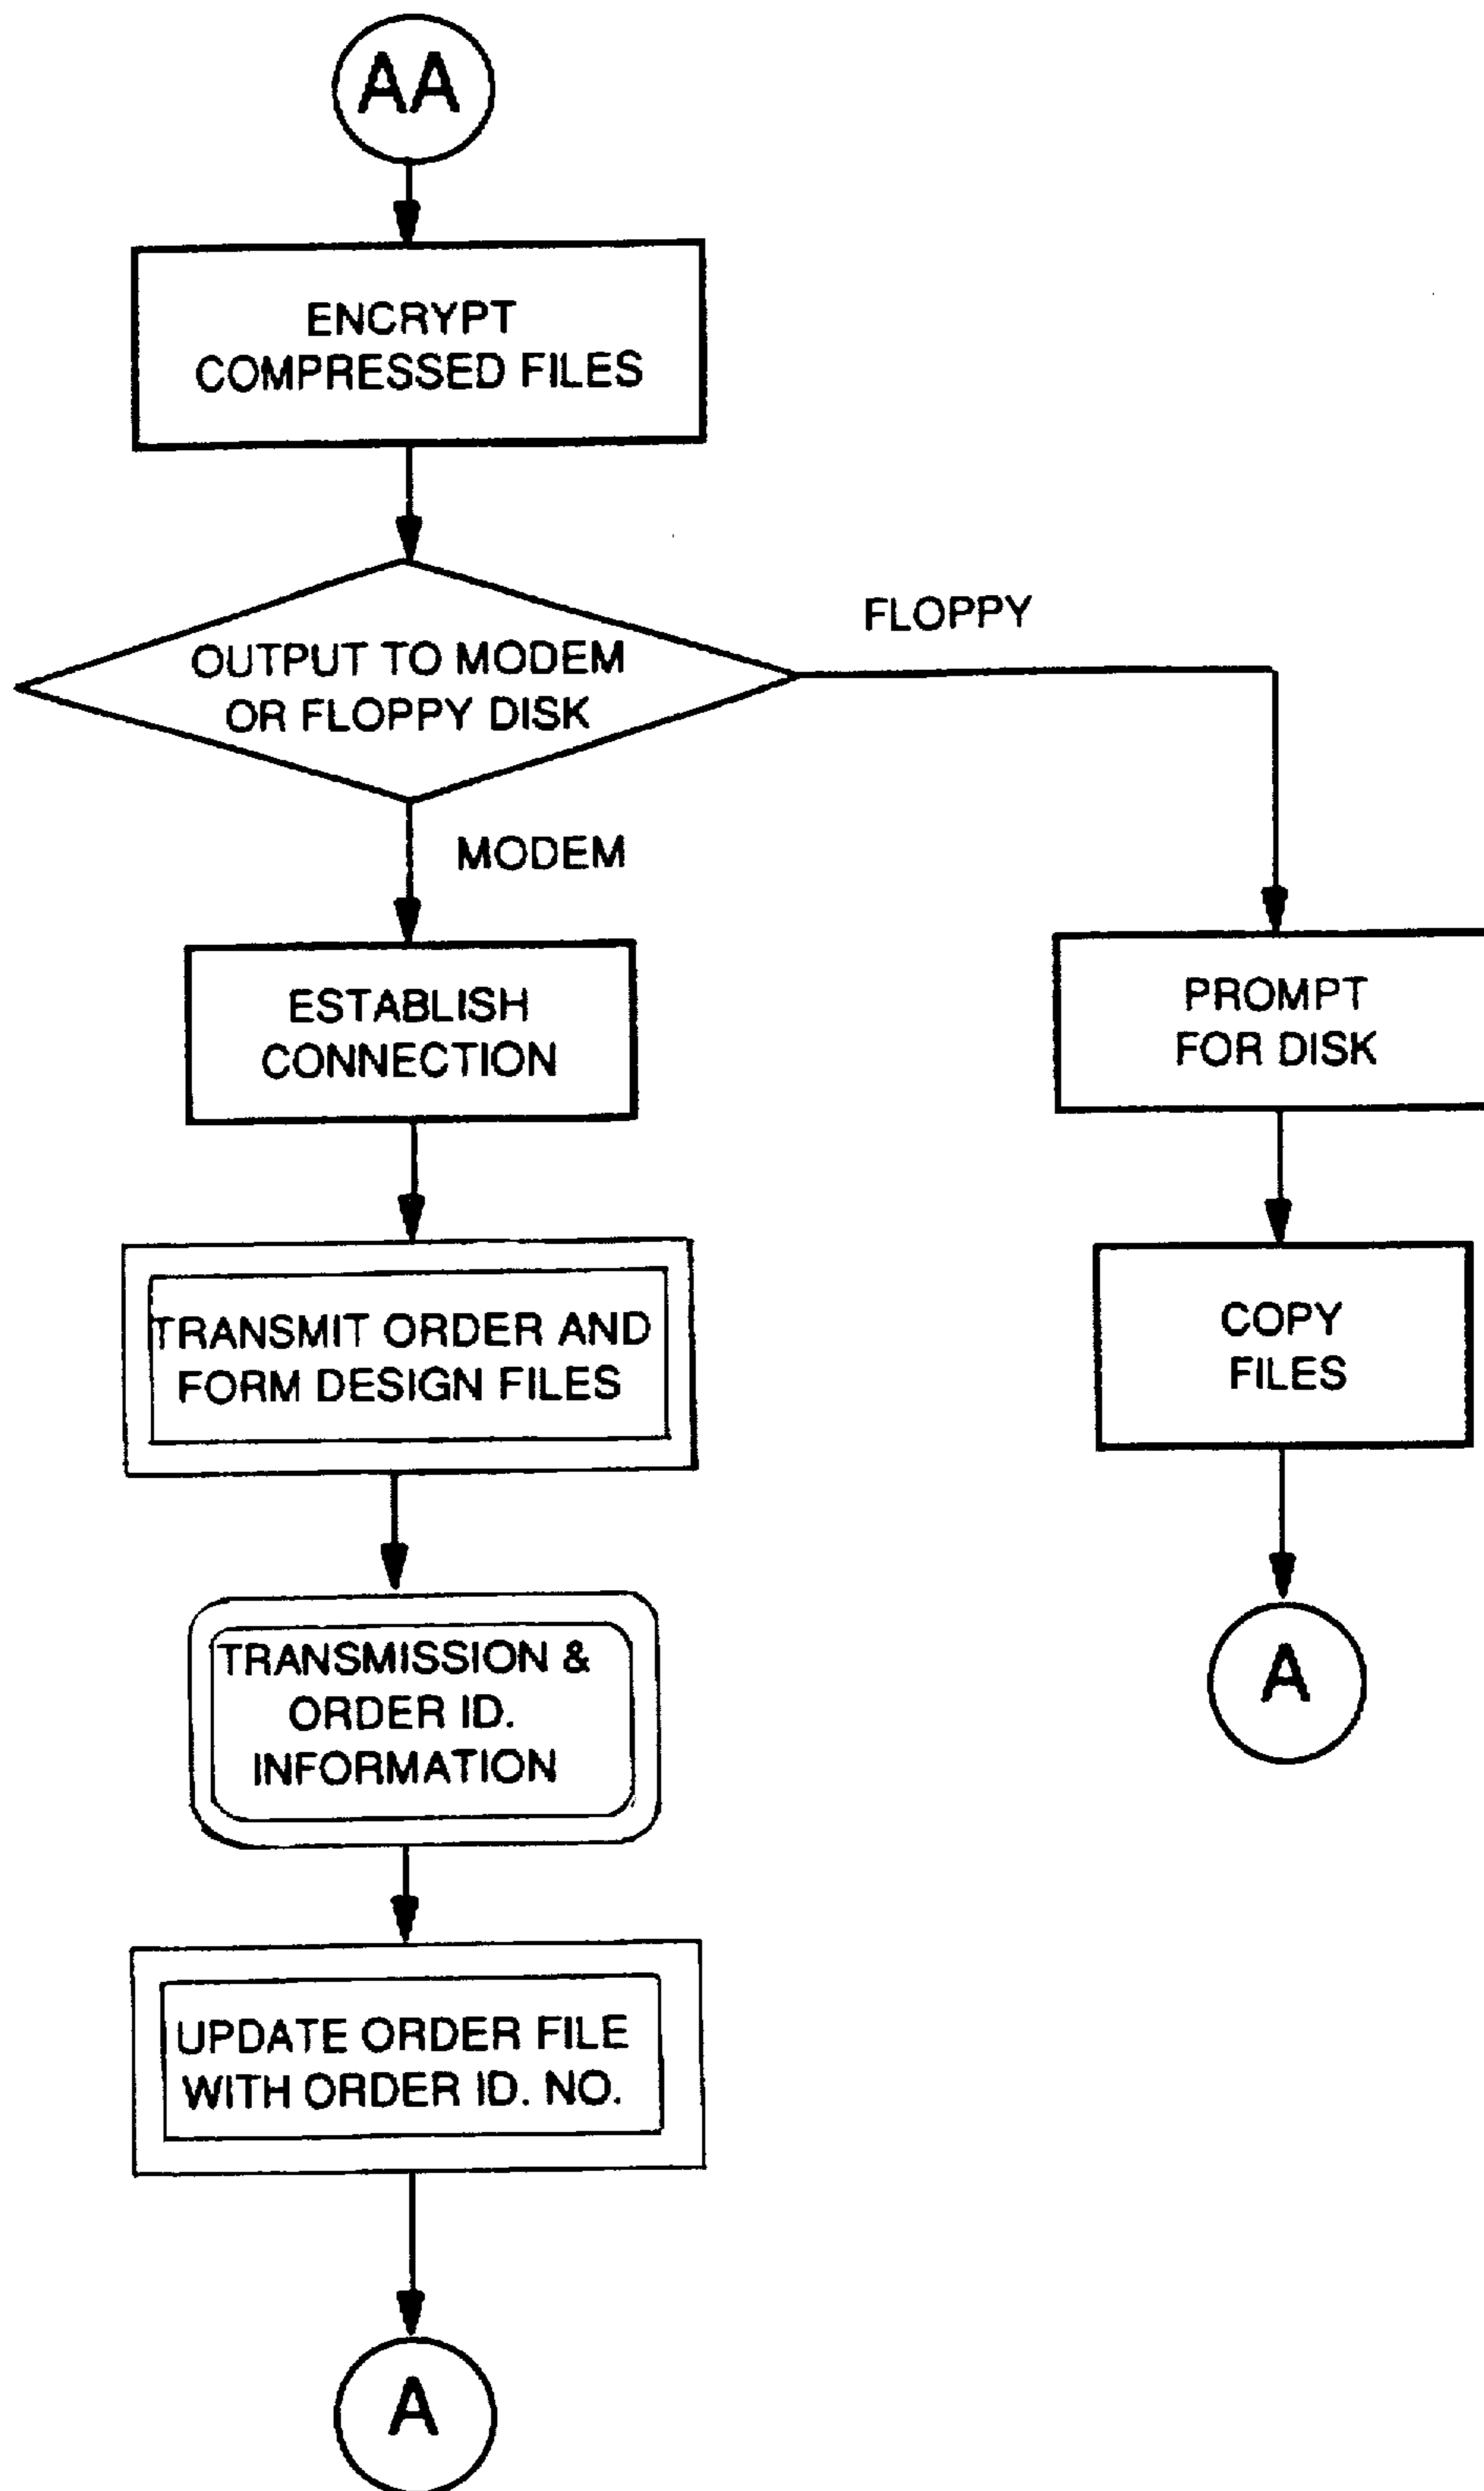 AA
ENCRYPT
COMPRESSED FILES
OUTPUT TO MODEM
OR FLOPPY DISK
FLOPPY
MODEM
ESTABLISH
CONNECTION
PROMPT
FOR DISK
TRANSMIT ORDER AND
FORM DESIGN FILES
COPY
FILES
TRANSMISSION &
ORDER ID.
INFORMATION
A
UPDATE ORDER FILE
WITH ORDER ID. NO.
A